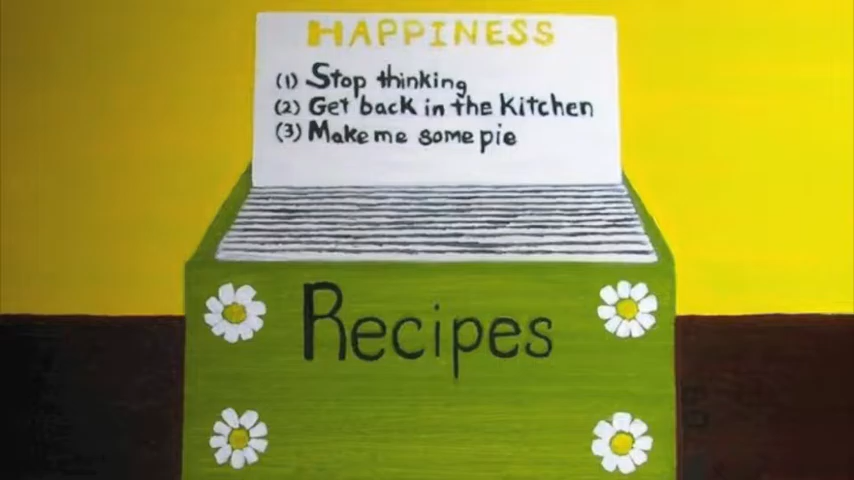 HAPPINESS
(1) Stop thinking
(2) Get back in the Kitchen
(3) Make me some pie
Recipes